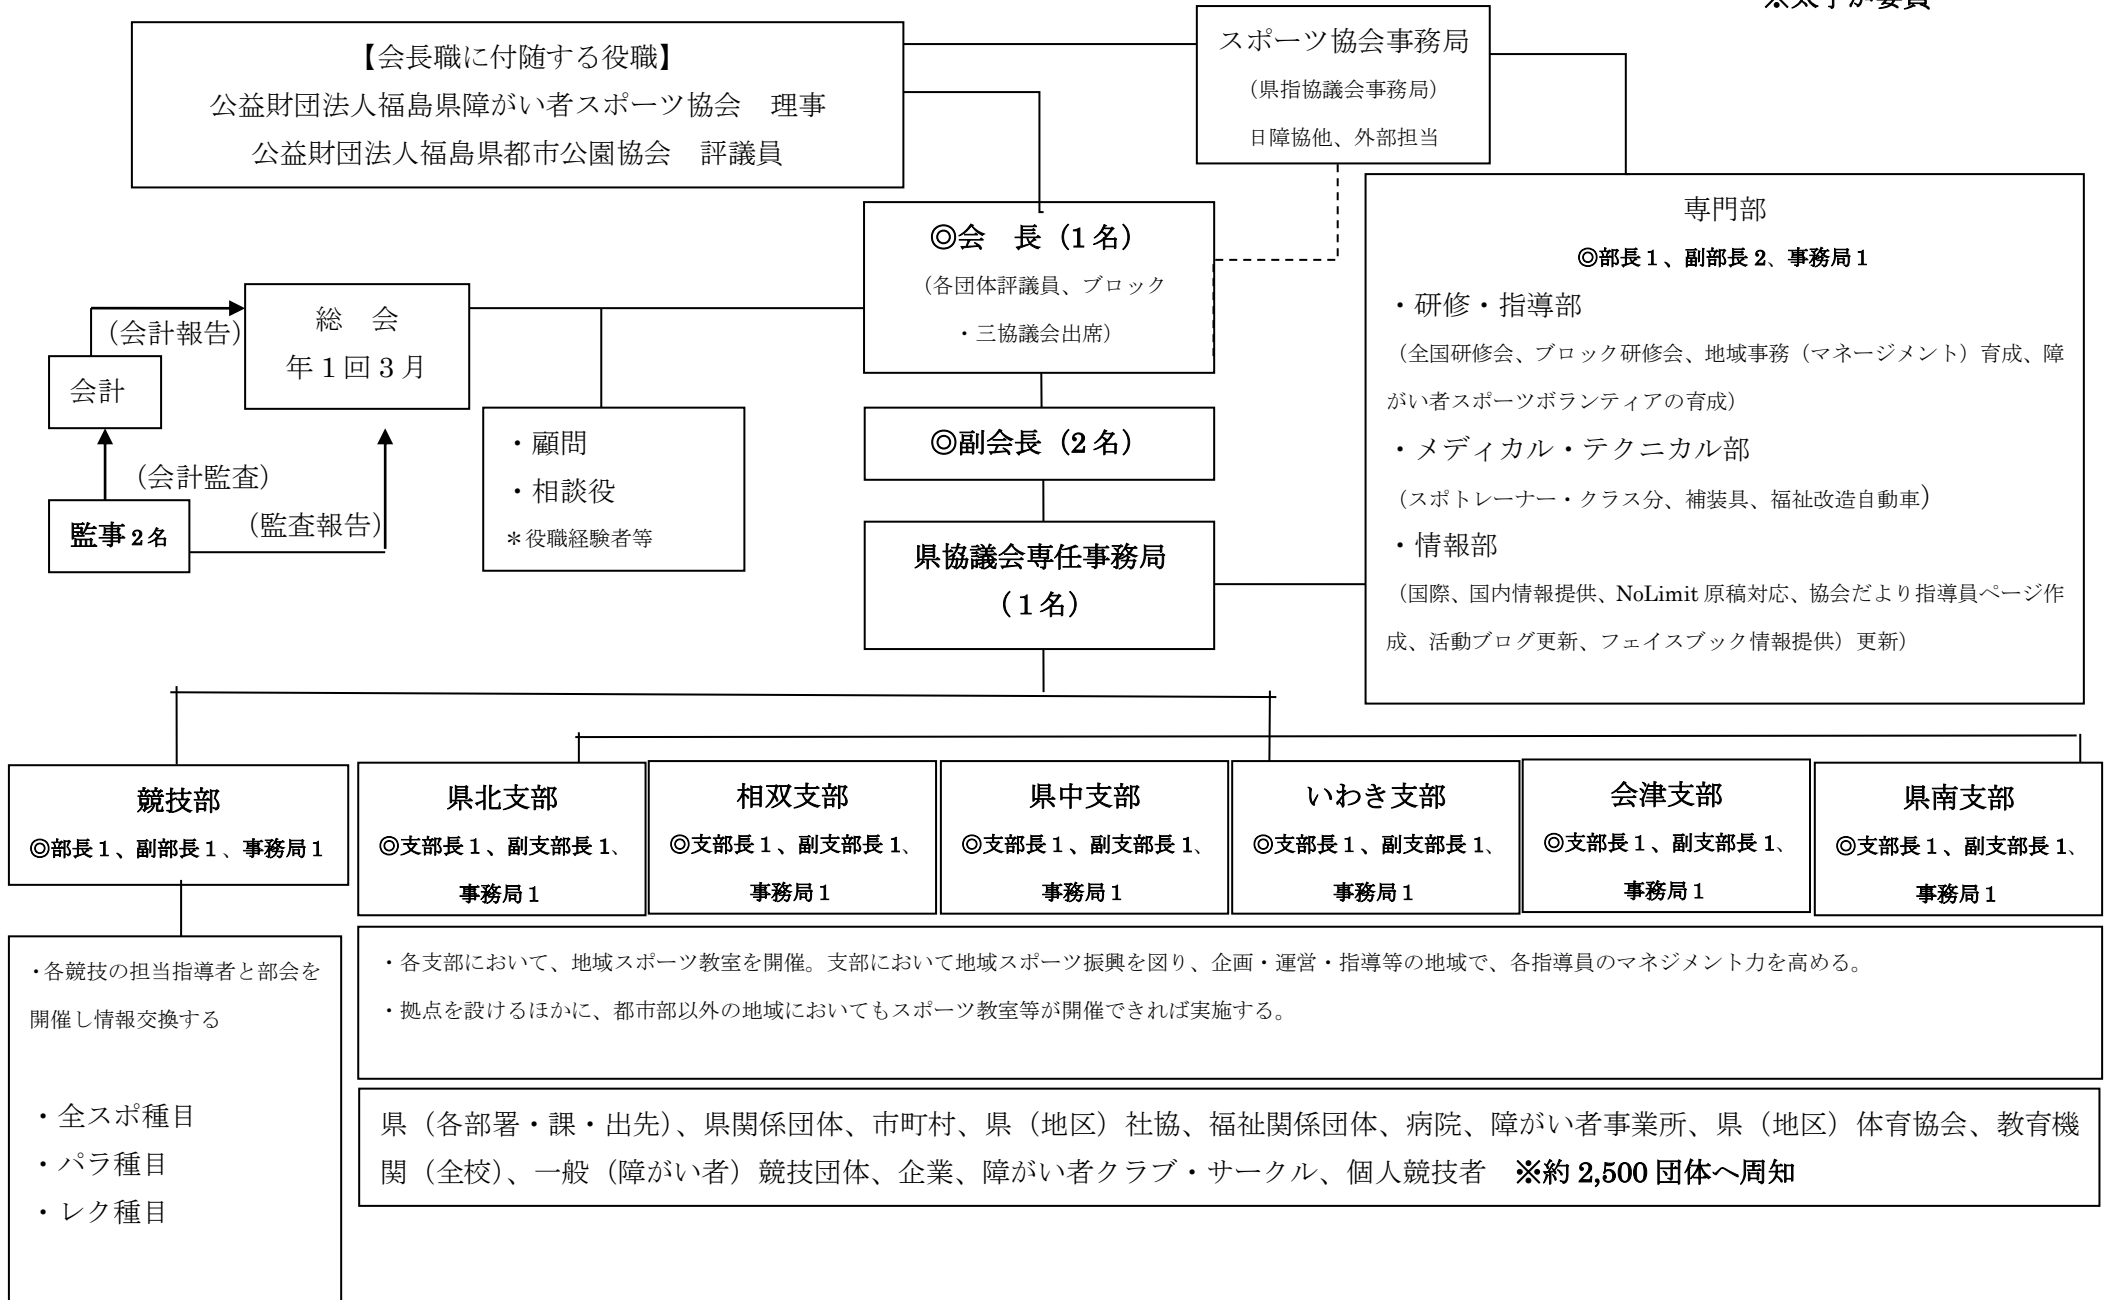 ※太字が委員
【会長職に付随する役職】
公益財団法人福島県障がい者スポーツ協会　理事
公益財団法人福島県都市公園協会　評議員
スポーツ協会事務局
（県指協議会事務局）
日障協他、外部担当
◎会　長（1名）
（各団体評議員、ブロック
・三協議会出席）
専門部
◎部長１、副部長２、事務局１
・研修・指導部
（全国研修会、ブロック研修会、地域事務（マネージメント）育成、障
がい者スポーツボランティアの育成）
・メディカル・テクニカル部
（スポトレーナー・クラス分、補装具、福祉改造自動車）
・情報部
（国際、国内情報提供、NoLimit 原稿対応、協会だより指導員ページ作
成、活動ブログ更新、フェイスブック情報提供）更新）
総　会
年１回３月
（会計報告）
会計
（会計監査）
監事２名
（監査報告）
・顧問
・相談役
＊役職経験者等
◎副会長（2名）
県協議会専任事務局
（１名）
競技部
◎部長１、副部長１、事務局１
県北支部
◎支部長１、副支部長 1、
事務局１
相双支部
◎支部長１、副支部長 1、
事務局１
県中支部
◎支部長１、副支部長 1、
事務局１
いわき支部
◎支部長１、副支部長 1、
事務局１
会津支部
◎支部長１、副支部長 1、
事務局１
県南支部
◎支部長１、副支部長 1、
事務局１
・各競技の担当指導者と部会を
開催し情報交換する
・全スポ種目
・パラ種目
・レク種目
・各支部において、地域スポーツ教室を開催。支部において地域スポーツ振興を図り、企画・運営・指導等の地域で、各指導員のマネジメント力を高める。
・拠点を設けるほかに、都市部以外の地域においてもスポーツ教室等が開催できれば実施する。
県（各部署・課・出先）、県関係団体、市町村、県（地区）社協、福祉関係団体、病院、障がい者事業所、県（地区）体育協会、教育機
関（全校）、一般（障がい者）競技団体、企業、障がい者クラブ・サークル、個人競技者　※約 2,500 団体へ周知